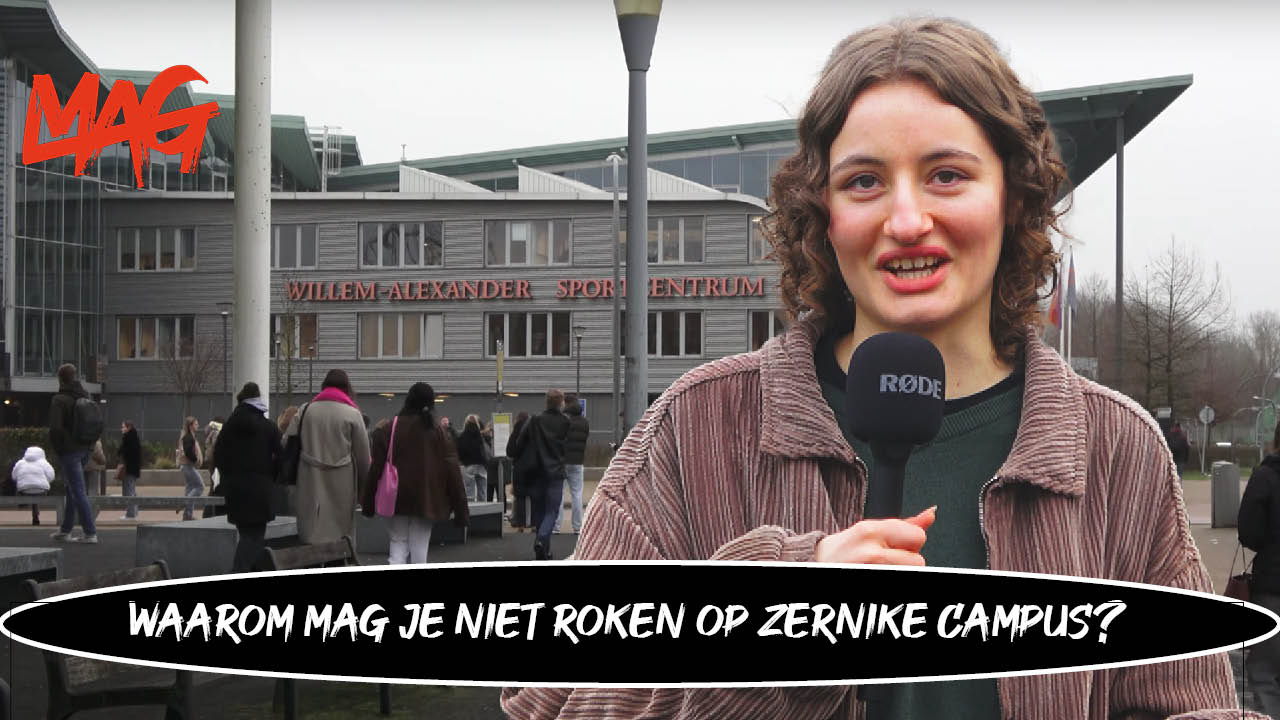 MAG
WILLEM-ALEXANDER SPORTCENTRUM
RØDE
WAAROM MAG JE NIET ROKEN OP ZERNIKE CAMPUS?